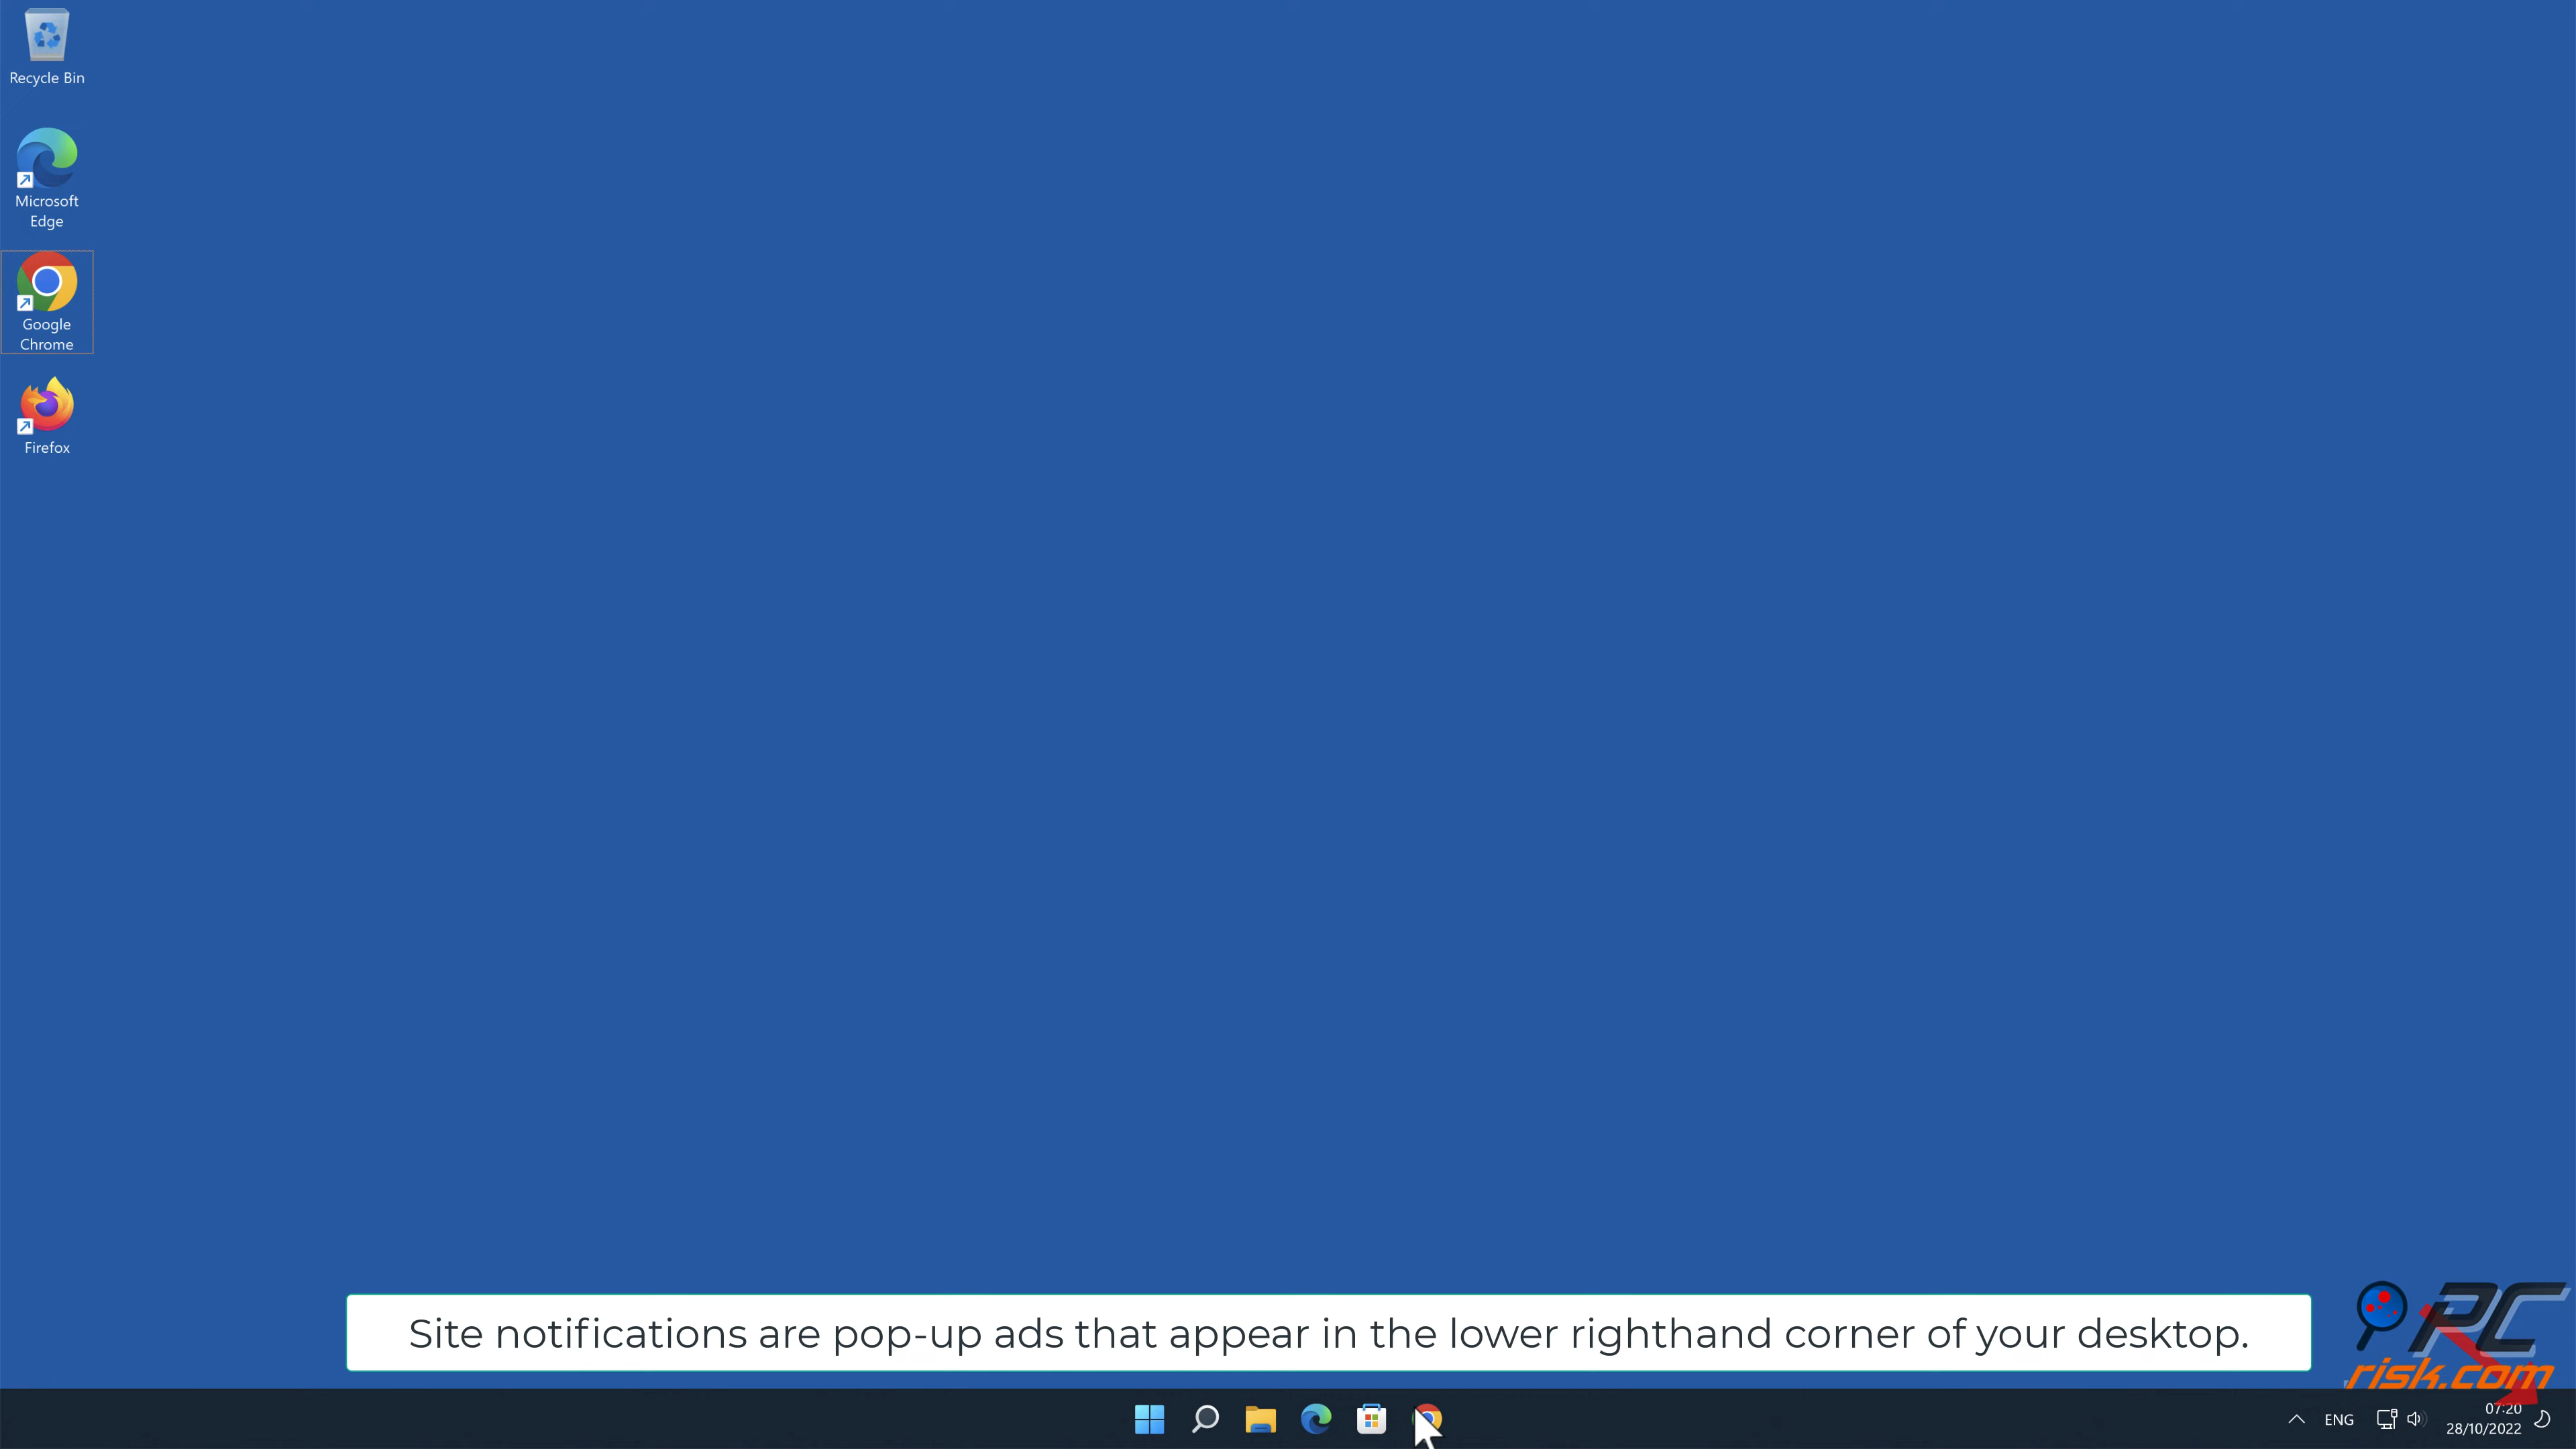 Recycle Bin
Microsoft
Edge
Google
Chrome
Firefox
Site notifications are pop-up ads that appear in the lower righthand corner of your desktop.
PC
risk.com
ENG
07:20
28/10/2022